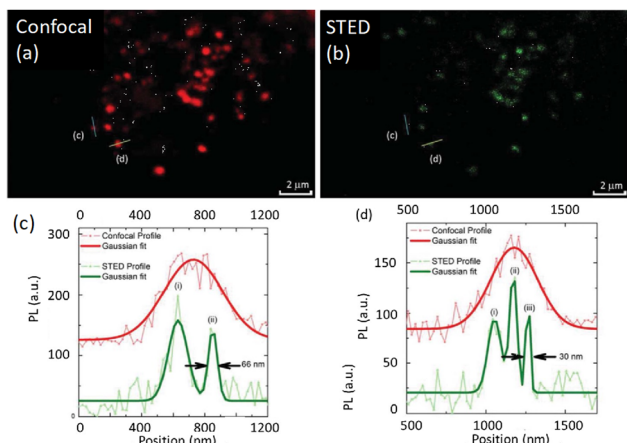 Confocal
(a)
(c)
(d)
2 μm
STED
(b)
(c)
(d)
2 μm
(c)
0 400 800 1200
Confocal Profile
Gaussian fit
STED Profile
Gaussian fit
(i)
(ii)
66 nm
PL (a.u.)
300
200
100
0
0 200 400 600 800 1000 1200
Position (nm)
(d)
500 1000 1500
Confocal Profile
Gaussian fit
STED Profile
Gaussian fit
(i)
(ii)
(iii)
30 nm
PL (a.u.)
150
100
50
0
500 1000 1500
Position (nm)